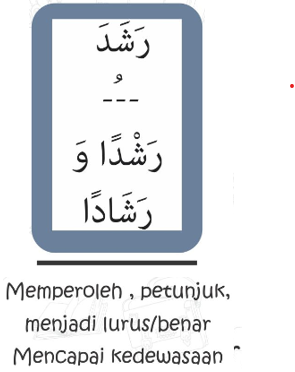 رَشَدَ
ـُ
---
رَشْدًا وَ
رَشَادًا
Memperoleh , petunjuk,
menjadi lurus/benar
Mencapai kedewasaan